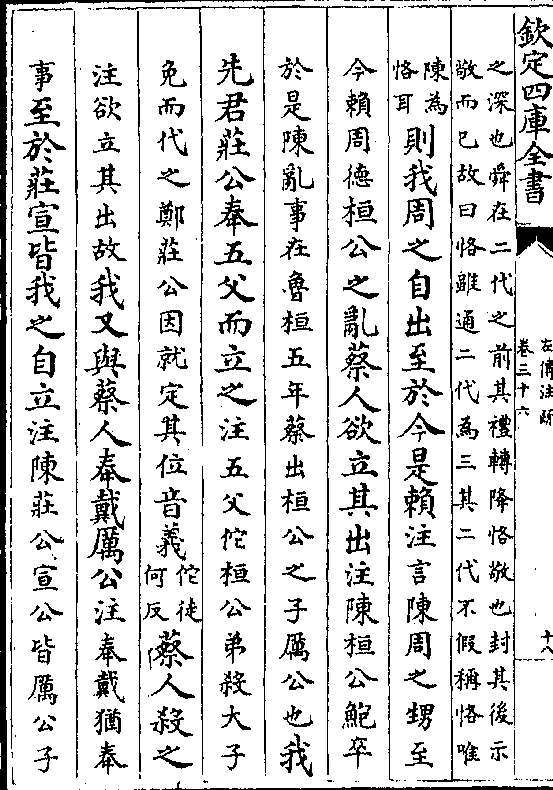 欽定四庫全書
左傳注疏
卷三十六
十八
之深也舜在二代之前其禮轉降恪敬也封其後示
敬而已故曰恪雖通二代為三其二代不假稱恪唯
陳為
恪耳
則我周之自出至於今是賴注言陳周之甥至
今賴周德桓公之亂蔡人欲立其出注陳桓公鮑卒
於是陳亂事在魯桓五年蔡出桓公之子厲公也我
先君莊公奉五父而立之注五父佗桓公弟殺大子
免而代之鄭莊公因就定其位音義
佗徒
何反
蔡人殺之
注欲立其出故我又與蔡人奉戴厲公注奉戴猶奉
事至於莊宣皆我之自立注陳莊公宣公皆厲公子